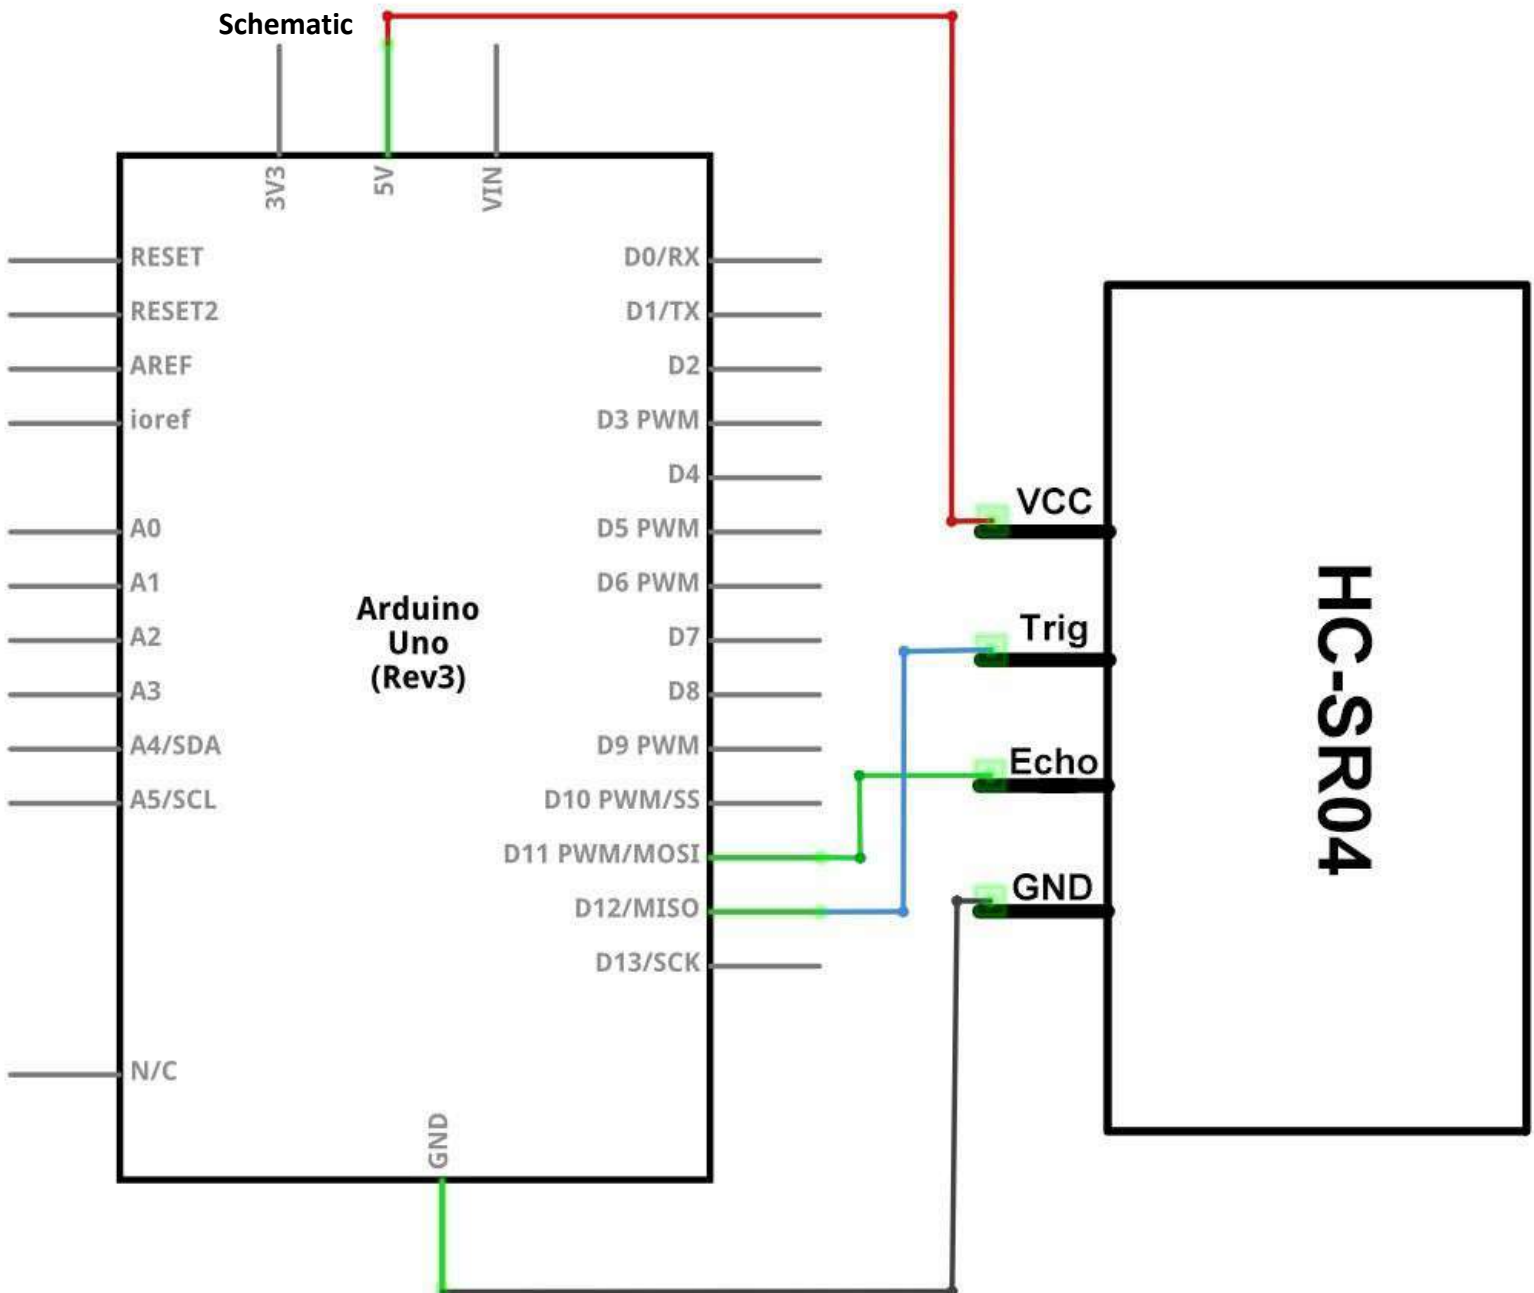 Schematic
3V3
5V
VIN
RESET
RESET2
AREF
ioref
A0
A1
A2
A3
A4/SDA
A5/SCL
N/C
Arduino
Uno
(Rev3)
D0/RX
D1/TX
D2
D3 PWM
D4
D5 PWM
D6 PWM
D7
D8
D9 PWM
D10 PWM/SS
D11 PWM/MOSI
D12/MISO
D13/SCK
GND
VCC
Trig
Echo
GND
HC-SR04